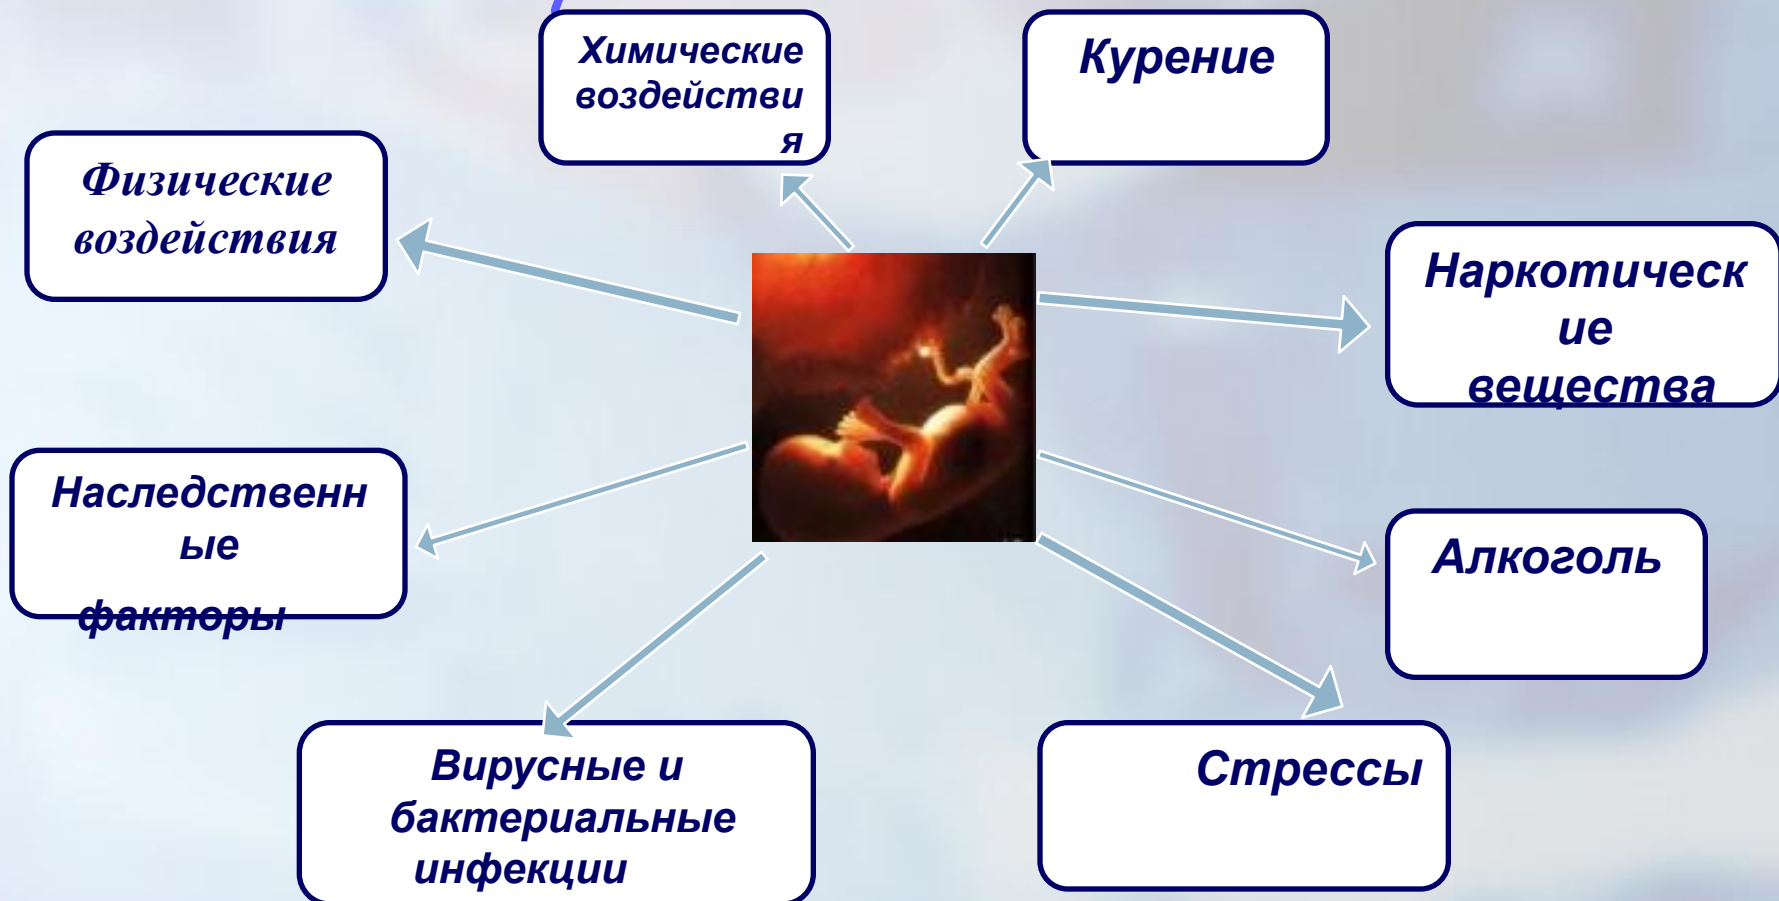 Химические
воздействи
я
Курение
Физические
воздействия
Наркотическ
ие
вещества
Наследственн
ые
факторы
Алкоголь
Вирусные и
бактериальные
инфекции
Стрессы